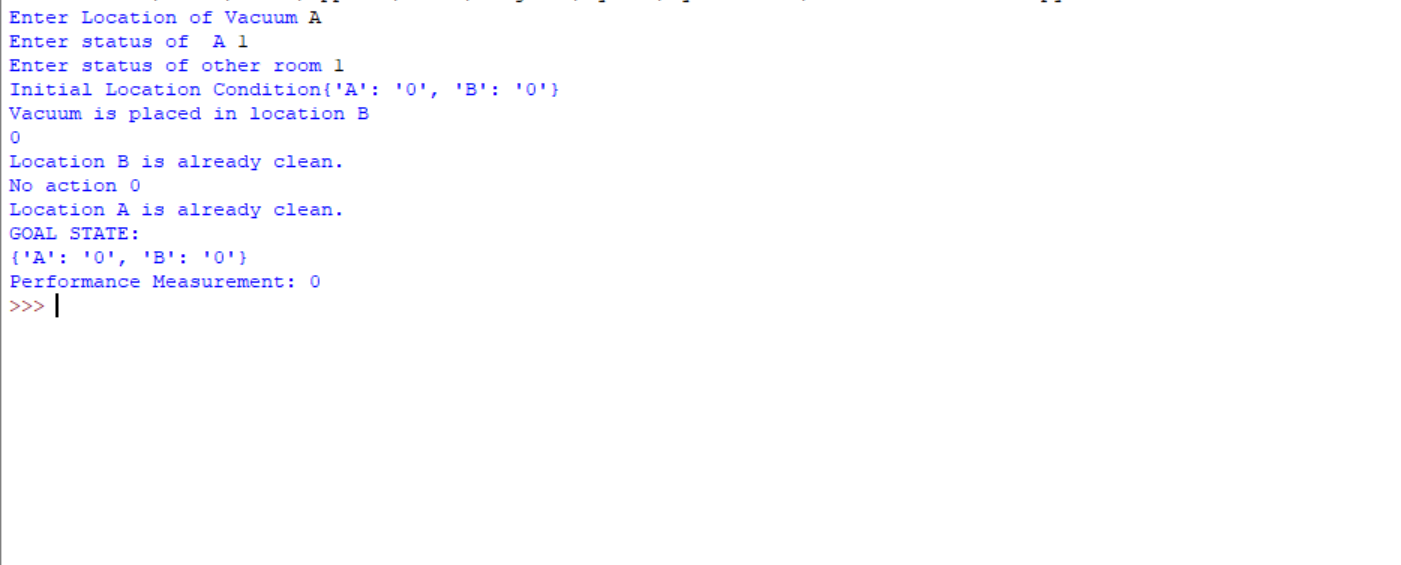 Enter Location of Vacuum A
Enter status of  A 1
Enter status of other room 1
Initial Location Condition{'A': '0', 'B': '0'}
Vacuum is placed in location B
0
Location B is already clean.
No action 0
Location A is already clean.
GOAL STATE:
{'A': '0', 'B': '0'}
Performance Measurement: 0
>>>